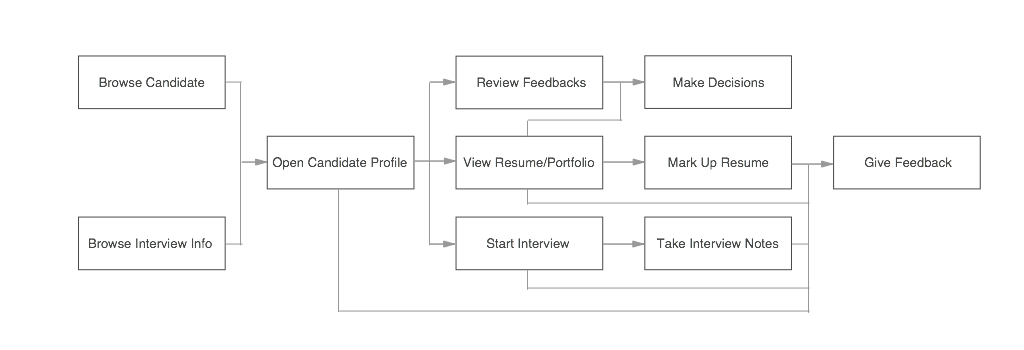 Browse Candidate
Review Feedbacks
Make Decisions
Open Candidate Profile
View Resume/Portfolio
Mark Up Resume
Give Feedback
Browse Interview Info
Start Interview
Take Interview Notes